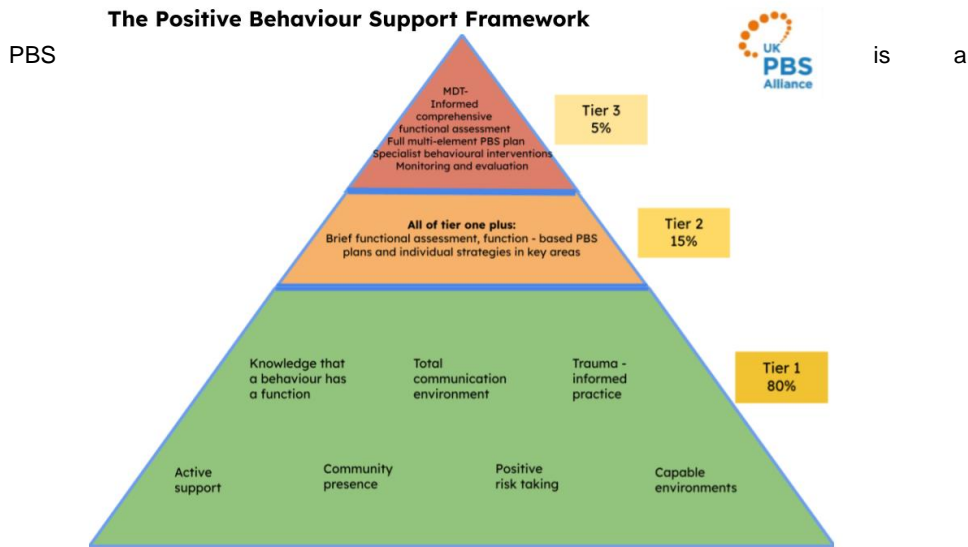 The Positive Behaviour Support Framework
UK
PBS
Alliance
PBS is a
MDT-
Informed
comprehensive
functional assessment
Full multi-element PBS plan
Specialist behavioural interventions
Monitoring and evaluation
Tier 3
5%
All of tier one plus:
Brief functional assessment, function - based PBS
plans and individual strategies in key areas
Tier 2
15%
Knowledge that
a behaviour has
a function
Total
communication
environment
Trauma -
informed
practice
Tier 1
80%
Active
support
Community
presence
Positive
risk taking
Capable
environments